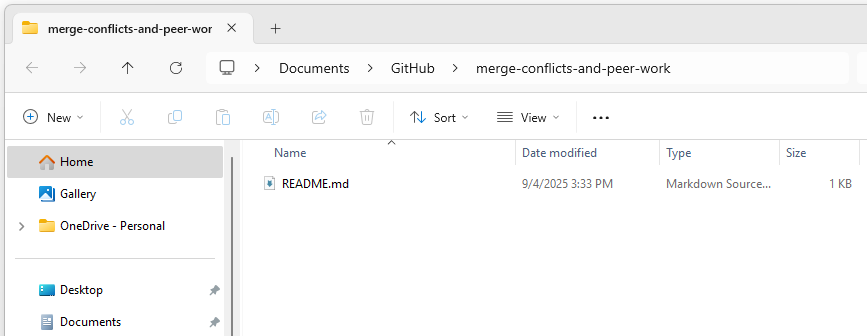 merge-conflicts-and-peer-wor
Documents GitHub merge-conflicts-and-peer-work
New Sort View
Name Date modified Type Size
Home
README.md 9/4/2025 3:33 PM Markdown Source... 1 KB
Gallery
OneDrive - Personal
Desktop
Documents